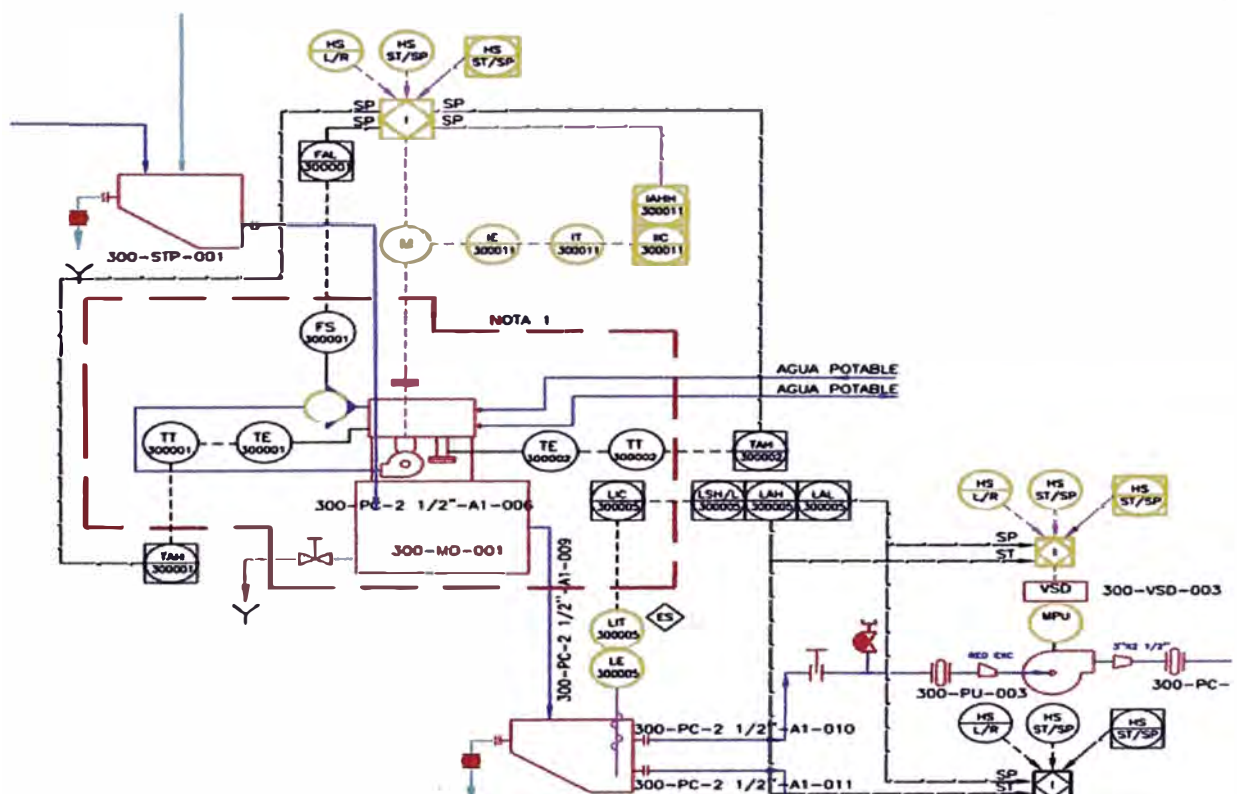 HS
L/R
HS
ST/SP
HS
ST/SP
SP
SP
I
SP
SP
FAL
300001
IAHH
300011
M
IE
300011
IT
300011
IIC
300011
300-STP-001
NOTA 1
FS
300001
AGUA POTABLE
AGUA POTABLE
TT
300001
TE
300001
TE
300002
TT
300002
TAH
300002
300-PC-2 1/2"-A1-006
300-MO-001
TAH
300001
300-PC-2 1/2"-A1-009
LIC
300005
LSH/L
300005
LAH
300005
LAL
300005
HS
L/R
HS
ST/SP
HS
ST/SP
SP
ST
VSD
300-VSD-003
MPU
LIT
300005
ES
LE
300005
RED EXC
3"X2 1/2"
300-PU-003
300-PC-
300-PC-2 1/2"-A1-010
300-PC-2 1/2"-A1-011
HS
L/R
HS
ST/SP
HS
ST/SP
SP
ST
I